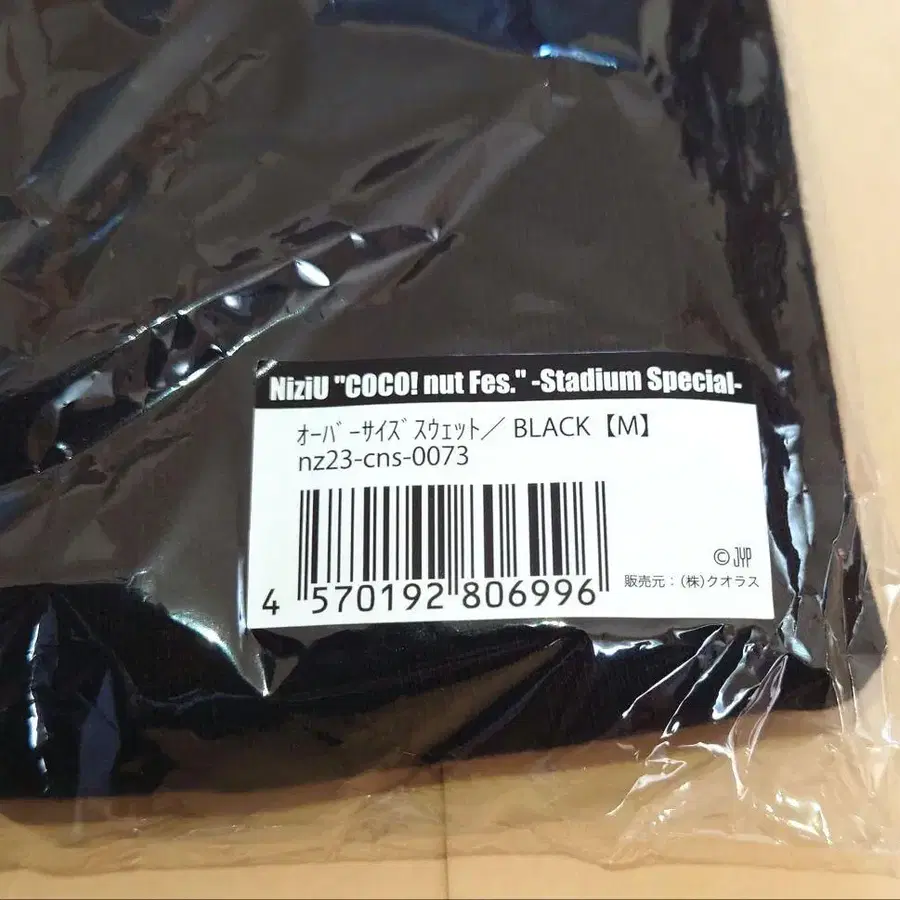 NiziU "COCO! nut Fes." -Stadium Special-
ｵｰﾊﾞｰｻｲｽﾞｽｳｪｯﾄ／ BLACK【M】
nz23-cns-0073
© JYP
4 570192 806996
販売元：(株)クオラス